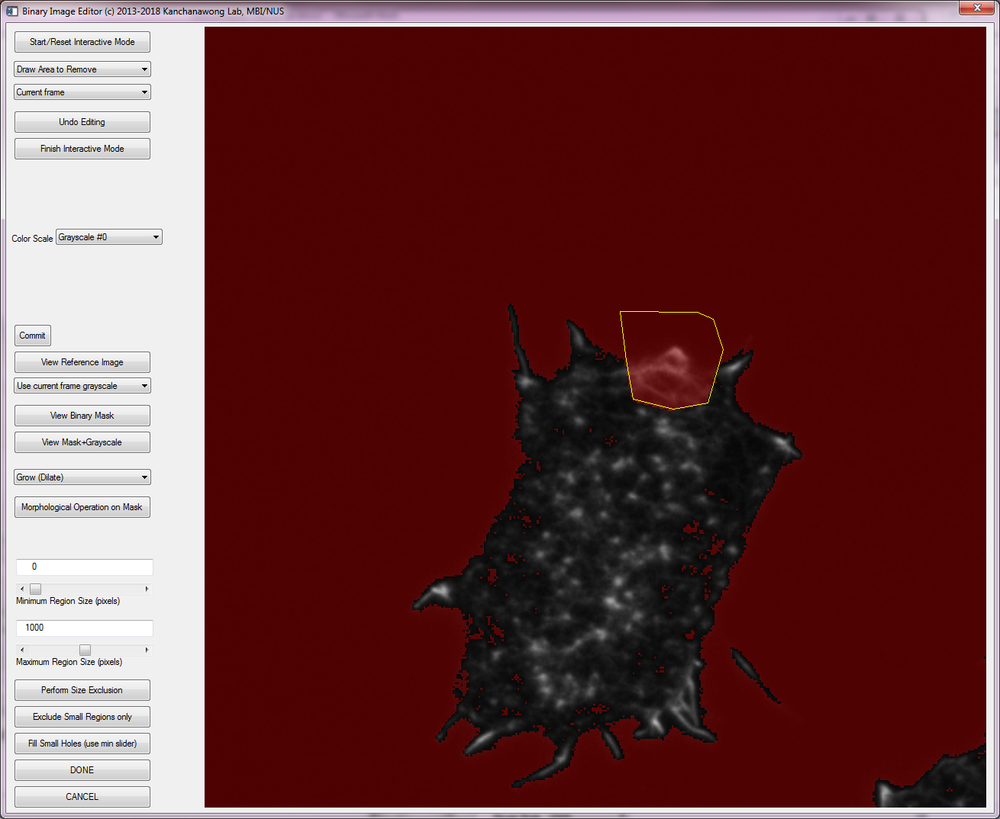 Binary Image Editor (c) 2013-2018 Kanchanawong Lab, MBI/NUS
Start/Reset Interactive Mode
Draw Area to Remove
Current frame
Undo Editing
Finish Interactive Mode
Color Scale Grayscale #0
Commit
View Reference Image
Use current frame grayscale
View Binary Mask
View Mask+Grayscale
Grow (Dilate)
Morphological Operation on Mask
0
Minimum Region Size (pixels)
1000
Maximum Region Size (pixels)
Perform Size Exclusion
Exclude Small Regions only
Fill Small Holes (use min slider)
DONE
CANCEL